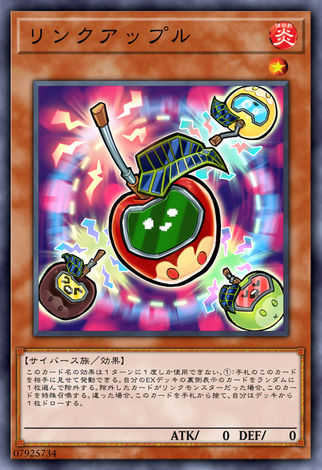 リンクアップル
炎
【サイバース族/効果】
このカード名の効果は1ターンに1度しか使用できない。①:手札のこのカード
を相手に見せて発動できる。自分のEXデッキの裏側表示のカードをランダムに
1枚選んで除外する。除外したカードがリンクモンスターだった場合、このカー
ドを特殊召喚する。違った場合、このカードを手札から捨て、自分はデッキから
1枚ドローする。
ATK/ 0 DEF/ 0
07925734